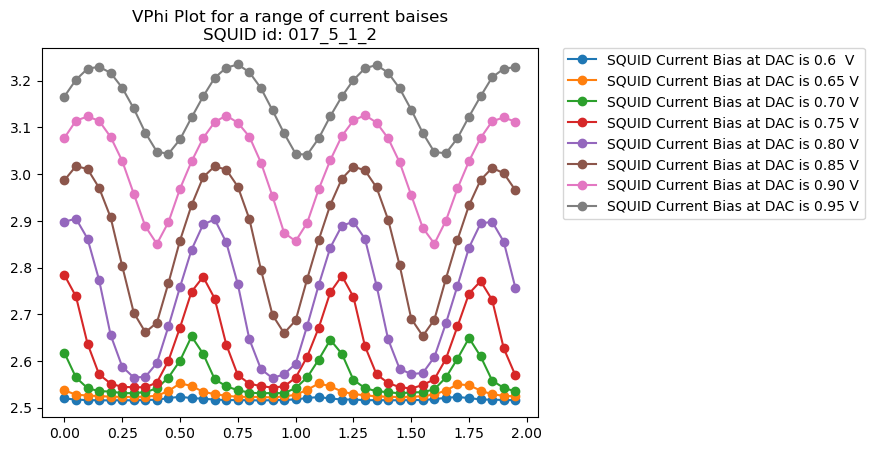 VPhi Plot for a range of current baises
SQUID id: 017_5_1_2
3.2
3.1
3.0
2.9
2.8
2.7
2.6
2.5
0.00 0.25 0.50 0.75 1.00 1.25 1.50 1.75 2.00
SQUID Current Bias at DAC is 0.6  V
SQUID Current Bias at DAC is 0.65 V
SQUID Current Bias at DAC is 0.70 V
SQUID Current Bias at DAC is 0.75 V
SQUID Current Bias at DAC is 0.80 V
SQUID Current Bias at DAC is 0.85 V
SQUID Current Bias at DAC is 0.90 V
SQUID Current Bias at DAC is 0.95 V